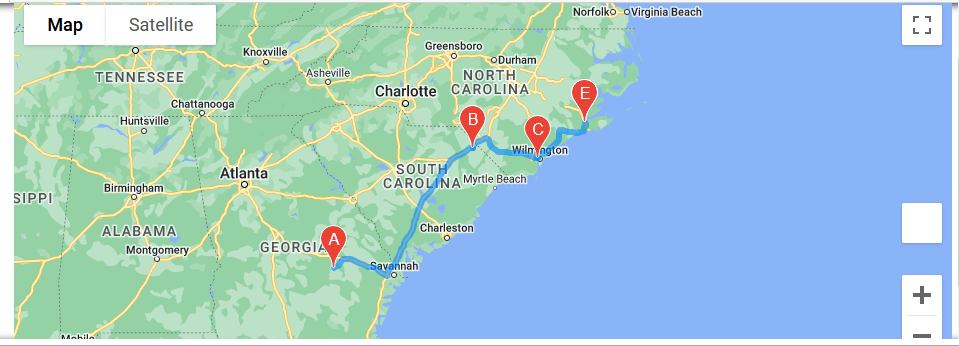 Map
Satellite
Norfolk
Virginia Beach
Greensboro
Durham
Knoxville
Asheville
TENNESSEE
NORTH
CAROLINA
Charlotte
Chattanooga
Huntsville
E
B
C
Wilmington
SOUTH
CAROLINA
Myrtle Beach
Atlanta
Birmingham
SIPPI
ALABAMA
Charleston
GEORGIA
A
Montgomery
Savannah
Mobile